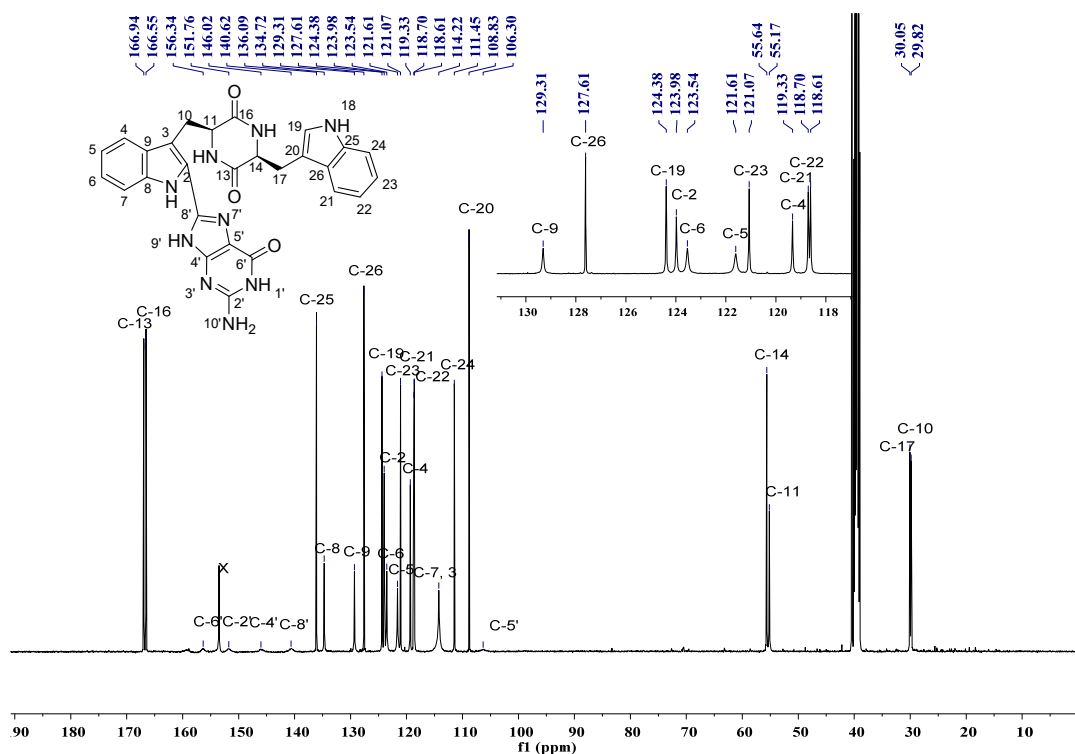 166.94
166.55
156.34
151.76
146.02
140.62
136.09
134.72
129.31
127.61
124.38
123.98
123.54
121.61
121.07
119.33
118.70
118.61
114.22
111.45
108.83
106.30
55.64
55.17
30.05
29.82
129.31
127.61
124.38
123.98
123.54
121.61
121.07
119.33
118.70
118.61
O
10
11
16
NH
18
NH
19
4
3
5
9
HN
14
20
25
24
6
2
13
17
26
23
7
8
N
H
O
21
22
8'
N
7'
9'
HN
5'
O
4'
6'
3'
N
NH
1'
2'
10'
NH2
C-26
C-19
C-2
C-23
C-22
C-21
C-4
C-9
C-6
C-5
130
128
126
124
122
120
118
C-20
C-26
C-16
C-13
C-25
C-19
C-21
C-23
C-24
C-22
C-14
C-10
C-17
C-2
C-4
C-11
C-8
C-9
C-6
C-5
C-7, 3
x
C-6'
C-2'
C-4'
C-8'
C-5'
.90
180
170
160
150
140
130
120
110
100
90
80
70
60
50
40
30
20
10
f1 (ppm)